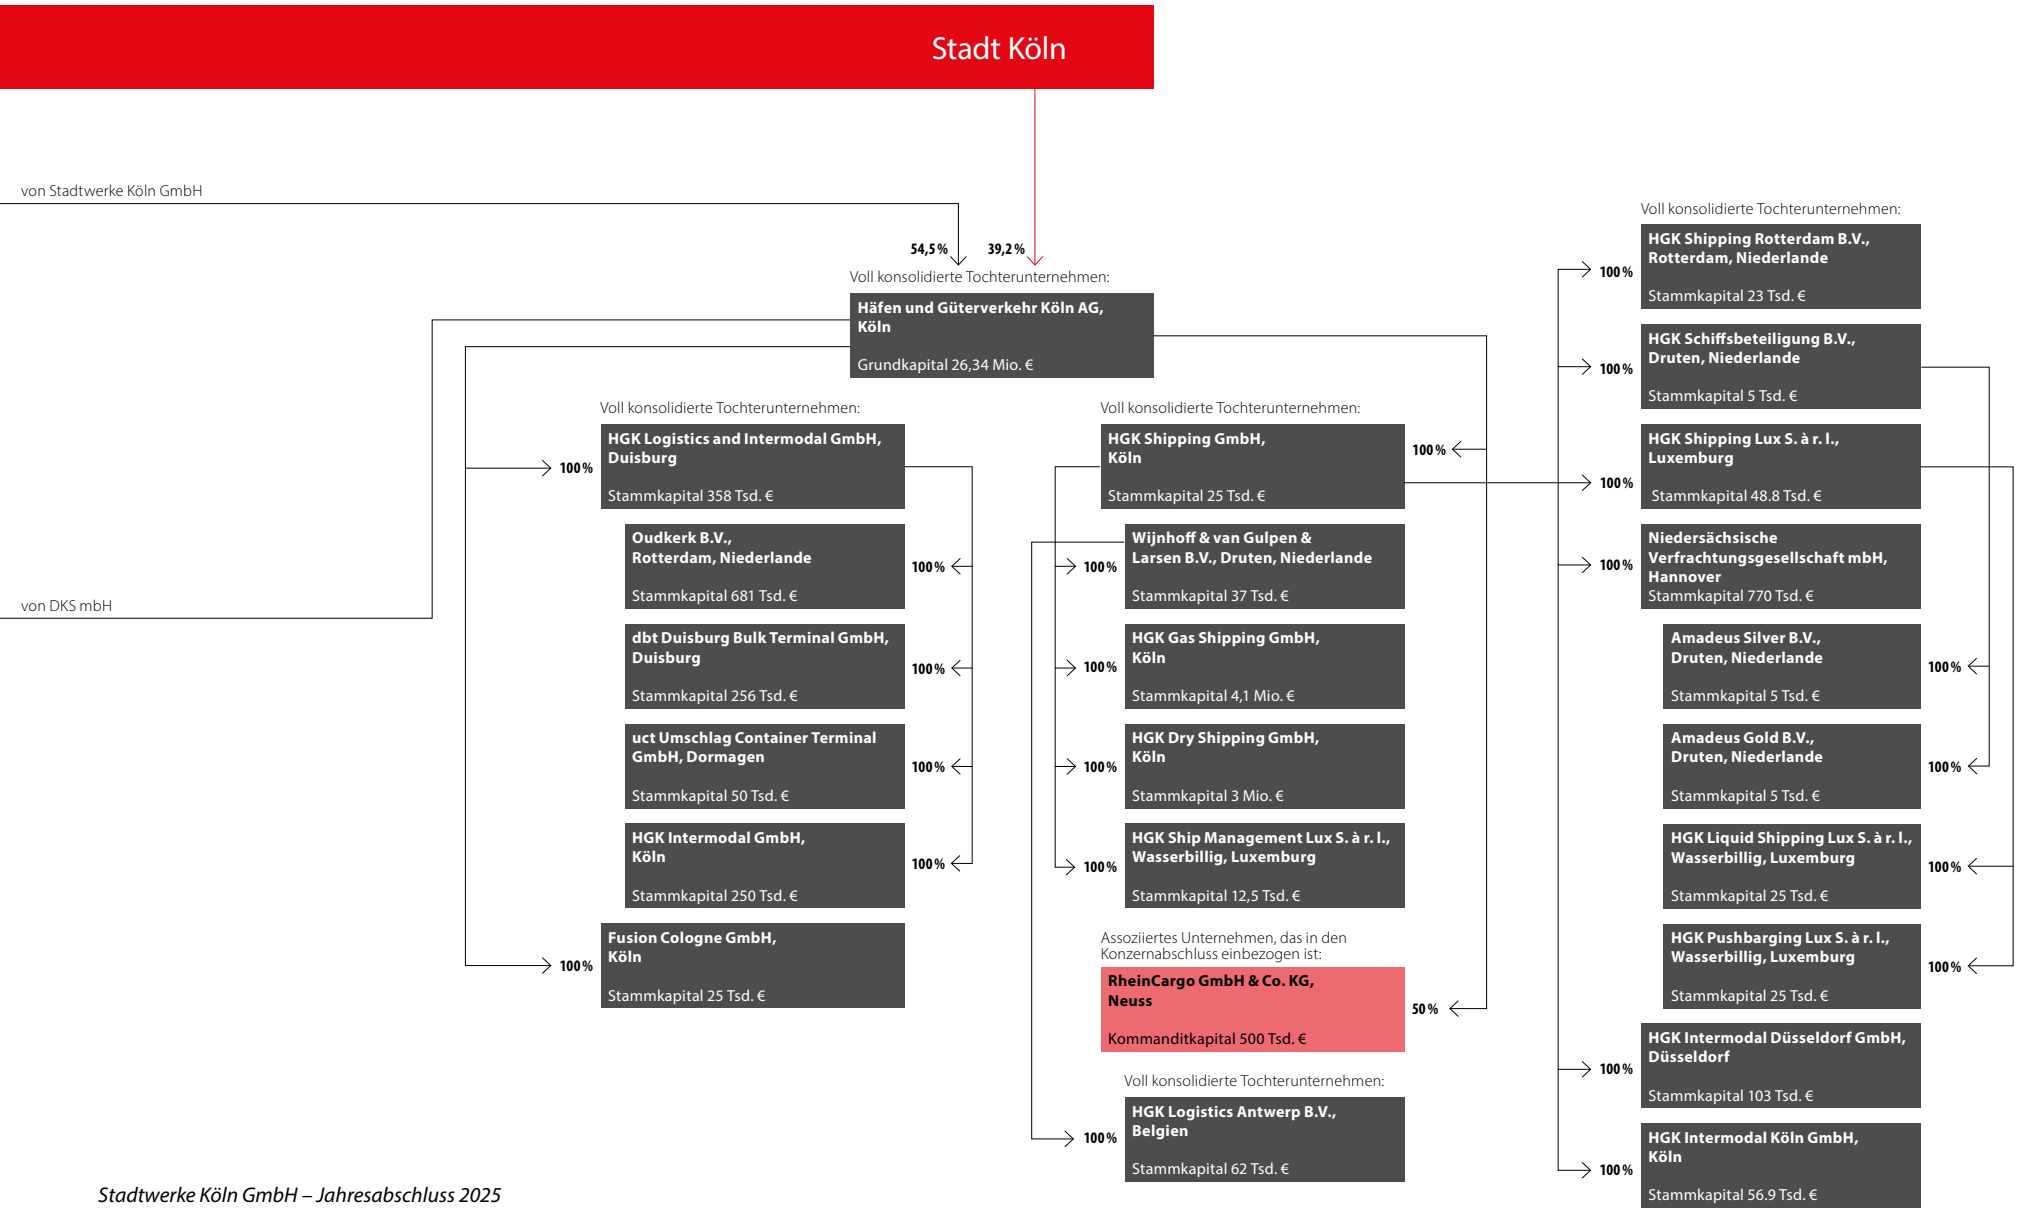 Stadt Köln
von Stadtwerke Köln GmbH
54,5 %
39,2 %
Voll konsolidierte Tochterunternehmen:
Häfen und Güterverkehr Köln AG,
Köln
Grundkapital 26,34 Mio. €
von DKS mbH
Voll konsolidierte Tochterunternehmen:
100 %
HGK Logistics and Intermodal GmbH,
Duisburg
Stammkapital 358 Tsd. €
Oudkerk B.V.,
Rotterdam, Niederlande
Stammkapital 681 Tsd. €
100 %
dbt Duisburg Bulk Terminal GmbH,
Duisburg
Stammkapital 256 Tsd. €
100 %
uct Umschlag Container Terminal
GmbH, Dormagen
Stammkapital 50 Tsd. €
100 %
HGK Intermodal GmbH,
Köln
Stammkapital 250 Tsd. €
100 %
100 %
Fusion Cologne GmbH,
Köln
Stammkapital 25 Tsd. €
Voll konsolidierte Tochterunternehmen:
HGK Shipping GmbH,
Köln
Stammkapital 25 Tsd. €
100 %
100 %
Wijnhoff & van Gulpen &
Larsen B.V., Druten, Niederlande
Stammkapital 37 Tsd. €
100 %
HGK Gas Shipping GmbH,
Köln
Stammkapital 4,1 Mio. €
100 %
HGK Dry Shipping GmbH,
Köln
Stammkapital 3 Mio. €
100 %
HGK Ship Management Lux S. à r. l.,
Wasserbillig, Luxemburg
Stammkapital 12,5 Tsd. €
Assoziiertes Unternehmen, das in den
Konzernabschluss einbezogen ist:
RheinCargo GmbH & Co. KG,
Neuss
Kommanditkapital 500 Tsd. €
50 %
Voll konsolidierte Tochterunternehmen:
100 %
HGK Logistics Antwerp B.V.,
Belgien
Stammkapital 62 Tsd. €
Voll konsolidierte Tochterunternehmen:
100 %
HGK Shipping Rotterdam B.V.,
Rotterdam, Niederlande
Stammkapital 23 Tsd. €
100 %
HGK Schiffsbeteiligung B.V.,
Druten, Niederlande
Stammkapital 5 Tsd. €
100 %
HGK Shipping Lux S. à r. l.,
Luxemburg
Stammkapital 48.8 Tsd. €
100 %
Niedersächsische
Verfrachtungsgesellschaft mbH,
Hannover
Stammkapital 770 Tsd. €
Amadeus Silver B.V.,
Druten, Niederlande
Stammkapital 5 Tsd. €
100 %
Amadeus Gold B.V.,
Druten, Niederlande
Stammkapital 5 Tsd. €
100 %
HGK Liquid Shipping Lux S. à r. l.,
Wasserbillig, Luxemburg
Stammkapital 25 Tsd. €
100 %
HGK Pushbarging Lux S. à r. l.,
Wasserbillig, Luxemburg
Stammkapital 25 Tsd. €
100 %
100 %
HGK Intermodal Düsseldorf GmbH,
Düsseldorf
Stammkapital 103 Tsd. €
100 %
HGK Intermodal Köln GmbH,
Köln
Stammkapital 56.9 Tsd. €
Stadtwerke Köln GmbH – Jahresabschluss 2025